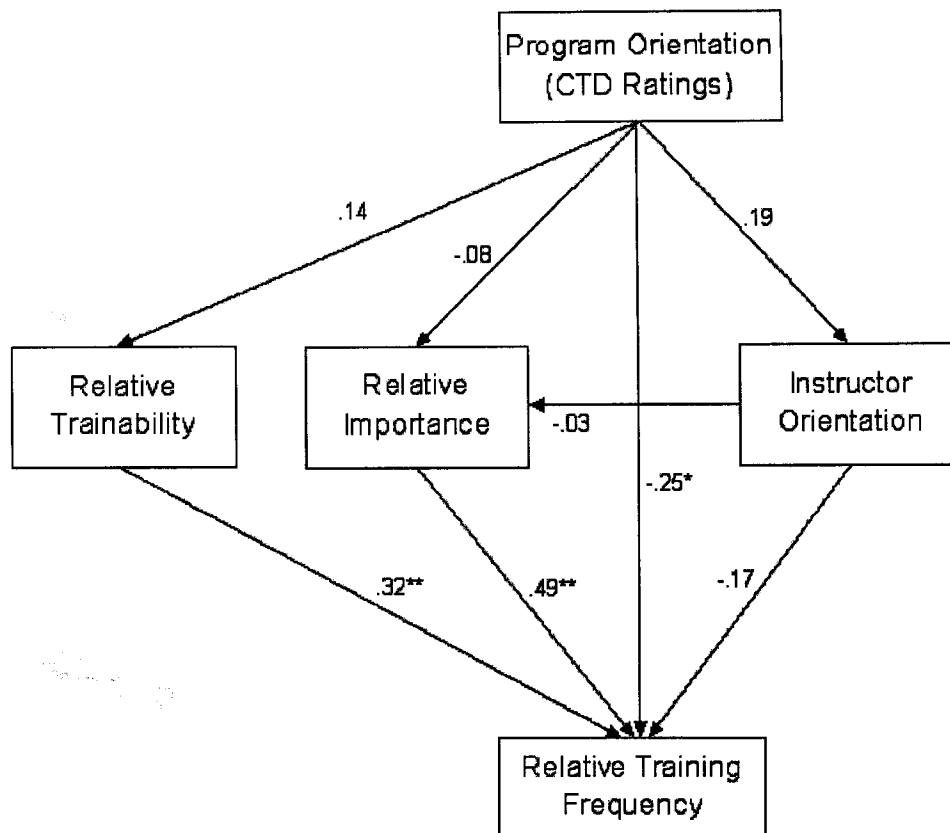 Program Orientation
(CTD Ratings)
.14
-.08
.19
Relative
Trainability
Relative
Importance
Instructor
Orientation
-.03
-.25*
.32**
.49**
-.17
Relative Training
Frequency